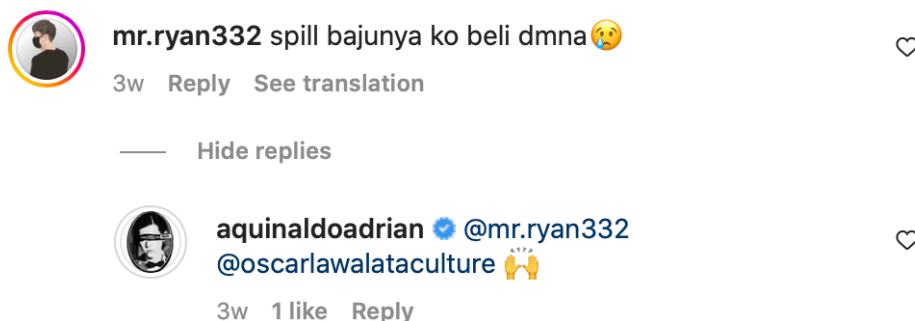 mr.ryan332 spill bajunya ko beli dmna😢
3w Reply See translation
Hide replies
aquinaldoadrian @mr.ryan332
@oscarlawalataculture 🙌
3w 1 like Reply